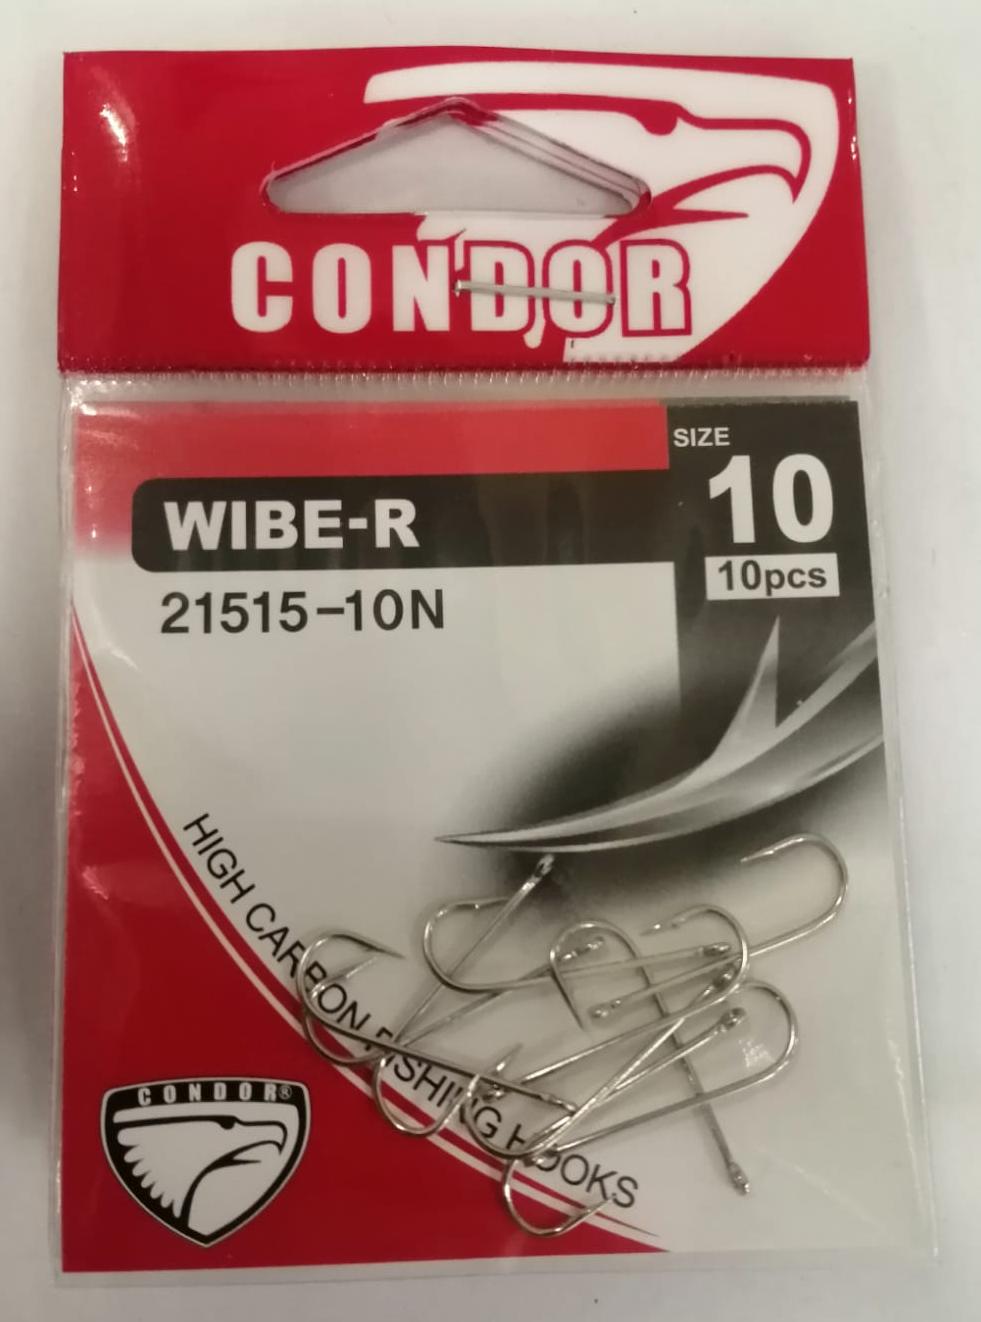 CONDOR
SIZE
10
10pcs
WIBE-R
21515-10N
HIGH CARBON FISHING HOOKS
CONDOR®